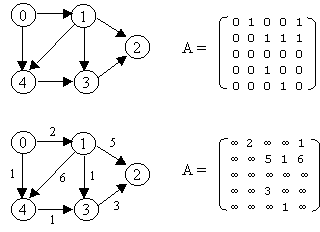 0 1 2 4 3
A =
0 1 0 0 1
0 0 1 1 1
0 0 0 0 0
0 0 1 0 0
0 0 0 1 0
0 2 1 5 1 6 1 2 4 1 3 3
A =
∞ 2 ∞ ∞ 1
∞ ∞ 5 1 6
∞ ∞ ∞ ∞ ∞
∞ ∞ 3 ∞ ∞
∞ ∞ ∞ 1 ∞